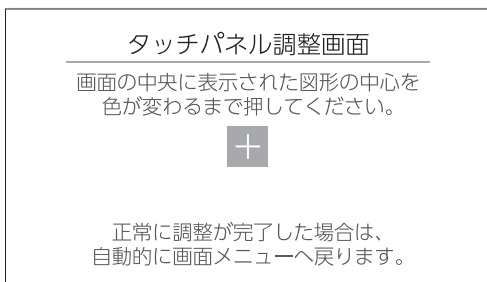 タッチパネル調整画面
画面の中央に表示された図形の中心を
色が変わるまで押してください。
正常に調整が完了した場合は、
自動的に画面メニューへ戻ります。